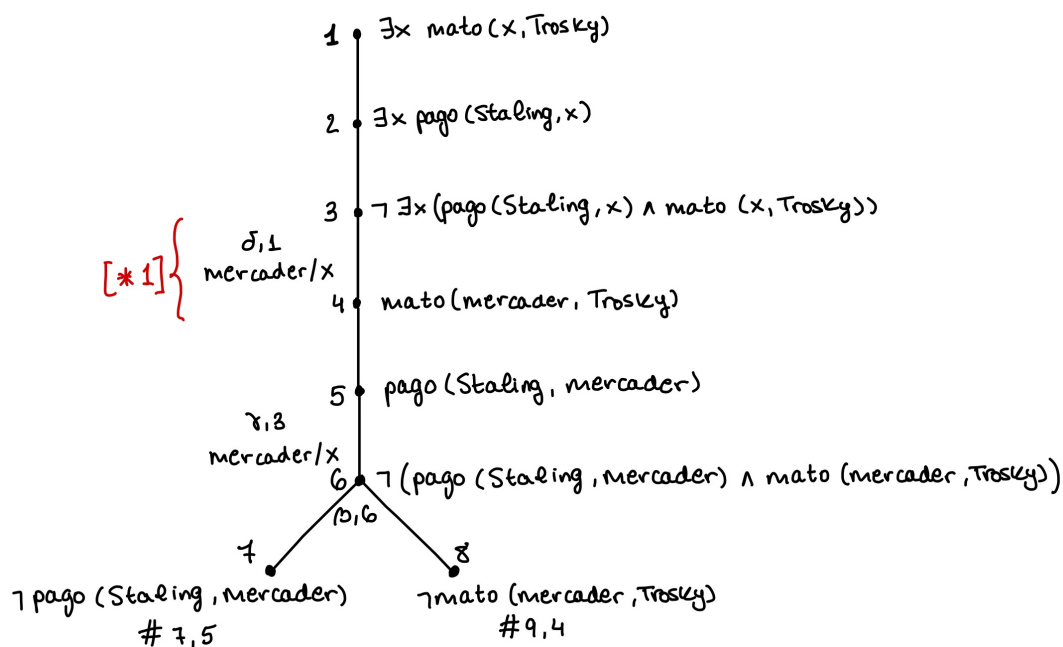 1 ∃x mato(x,Trosky)
2 ∃x pago(Staling,x)
3 ¬∃x(pago(Staling,x) ∧ mato (x,Trosky))
[*1]
δ,1
mercader/x
4 mato(mercader, Trosky)
5 pago(Staling, mercader)
γ,3
mercader/x
6 ¬(pago (Staling, mercader) ∧ mato (mercader,Trosky))
β,6
7
8
¬pago (Staling, mercader)
¬mato (mercader,Trosky)
# 7,5
#9,4